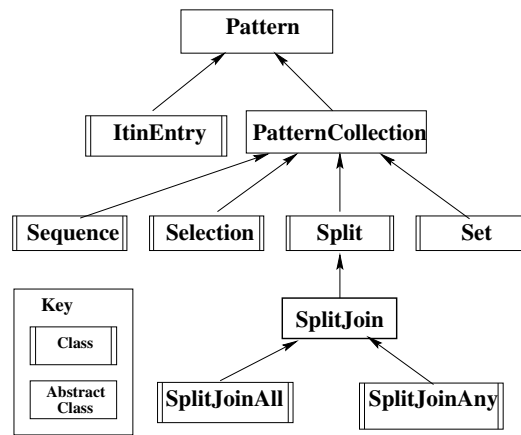 Pattern
ItinEntry
PatternCollection
Sequence
Selection
Split
Set
Key
Class
Abstract
Class
SplitJoin
SplitJoinAll
SplitJoinAny